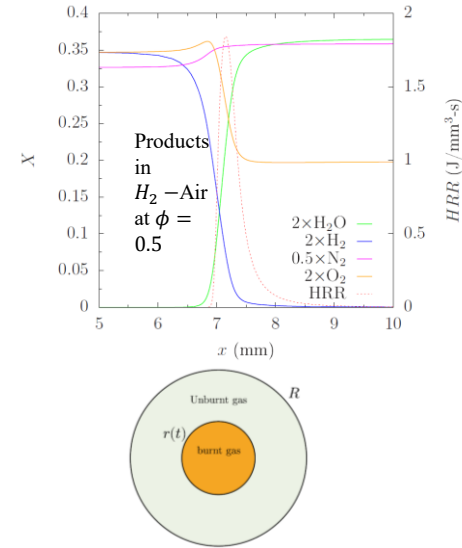 0.4
0.35
0.3
0.25
0.2
0.15
0.1
0.05
0
X
2
1.5
1
0.5
0
HRR (J/mm³-s)
Products
in
H₂ −Air
at ϕ =
0.5
2×H₂O
2×H₂
0.5×N₂
2×O₂
HRR
5 6 7 8 9 10
x (mm)
Unburnt gas
R
r(t)
burnt gas